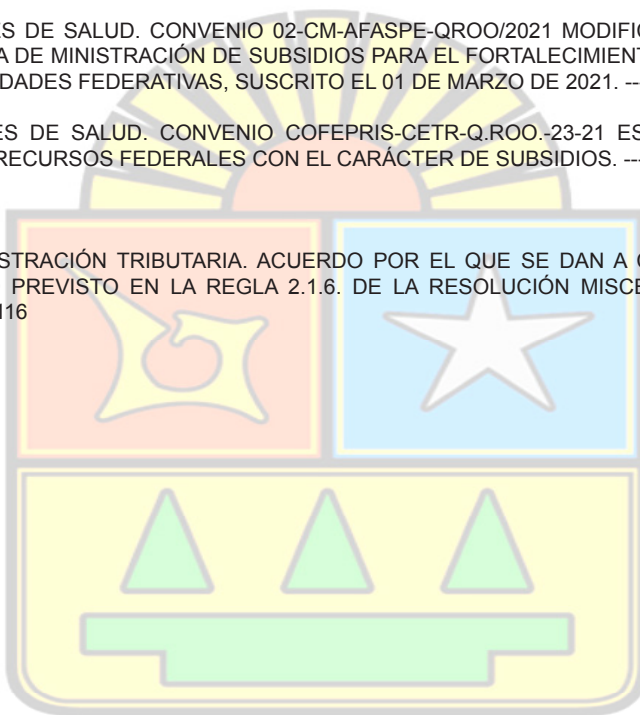 ES DE SALUD. CONVENIO 02-CM-AFASPE-QROO/2021 MODIFIC
A DE MINISTRACIÓN DE SUBSIDIOS PARA EL FORTALECIMIENT
DADES FEDERATIVAS, SUSCRITO EL 01 DE MARZO DE 2021. --
ES DE SALUD. CONVENIO COFEPRIS-CETR-Q.ROO.-23-21 ES
RECURSOS FEDERALES CON EL CARÁCTER DE SUBSIDIOS. --
STRACIÓN TRIBUTARIA. ACUERDO POR EL QUE SE DAN A C
PREVISTO EN LA REGLA 2.1.6. DE LA RESOLUCIÓN MISCE
116